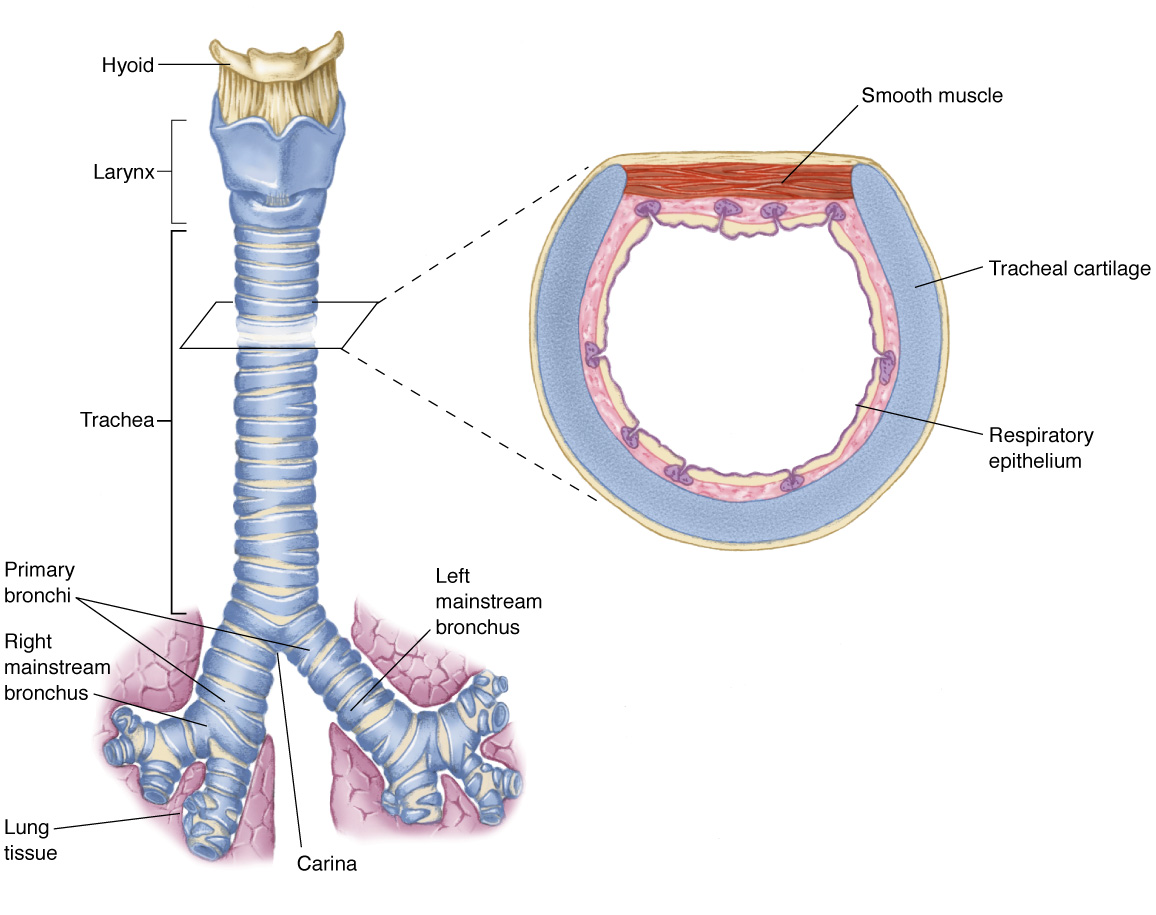 Hyoid
Larynx
Trachea
Primary
bronchi
Right
mainstream
bronchus
Lung
tissue
Carina
Left
mainstream
bronchus
Smooth muscle
Tracheal cartilage
Respiratory
epithelium